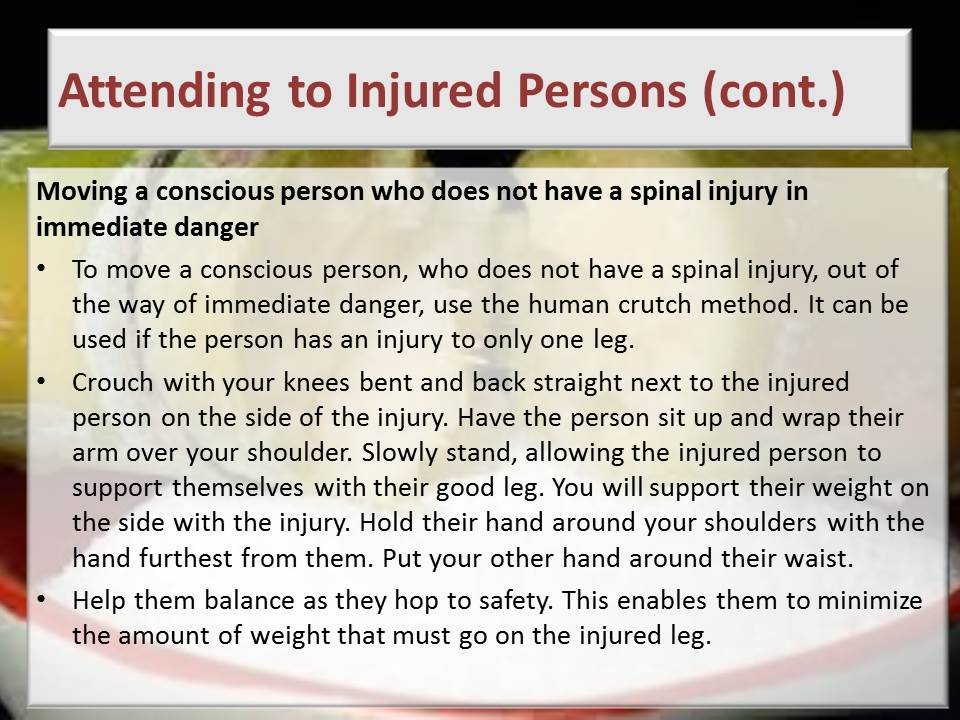 Attending to Injured Persons (cont.)
Moving a conscious person who does not have a spinal injury in
immediate danger
• To move a conscious person, who does not have a spinal injury, out of
the way of immediate danger, use the human crutch method. It can be
used if the person has an injury to only one leg.
• Crouch with your knees bent and back straight next to the injured
person on the side of the injury. Have the person sit up and wrap their
arm over your shoulder. Slowly stand, allowing the injured person to
support themselves with their good leg. You will support their weight on
the side with the injury. Hold their hand around your shoulders with the
hand furthest from them. Put your other hand around their waist.
• Help them balance as they hop to safety. This enables them to minimize
the amount of weight that must go on the injured leg.